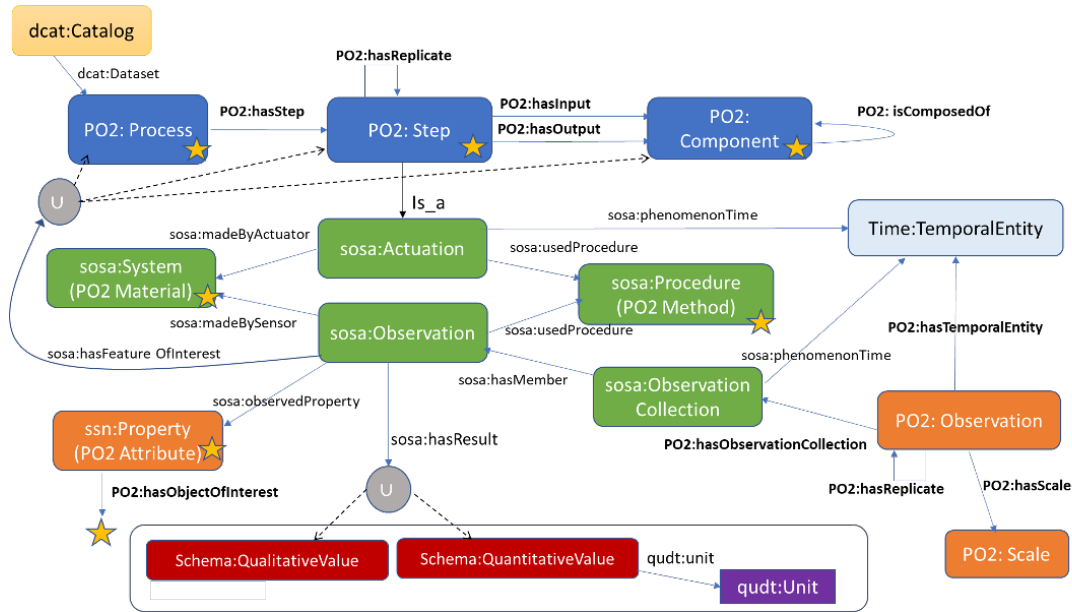 dcat:Catalog
dcat:Dataset
PO2:hasReplicate
PO2: Process
PO2:hasStep
PO2: Step
PO2:hasInput
PO2:hasOutput
PO2:
Component
PO2: isComposedOf
U
Is_a
sosa:phenomenonTime
sosa:madeByActuator
sosa:Actuation
sosa:usedProcedure
Time:TemporalEntity
sosa:System
(PO2 Material)
sosa:Procedure
(PO2 Method)
sosa:madeBySensor
sosa:Observation
sosa:usedProcedure
PO2:hasTemporalEntity
sosa:hasFeature OfInterest
sosa:phenomenonTime
sosa:hasMember
sosa:Observation
Collection
sosa:observedProperty
ssn:Property
(PO2 Attribute)
sosa:hasResult
PO2: Observation
PO2:hasObservationCollection
PO2:hasObjectOfInterest
U
PO2:hasReplicate
PO2:hasScale
Schema:QualitativeValue
Schema:QuantitativeValue
qudt:unit
qudt:Unit
PO2: Scale